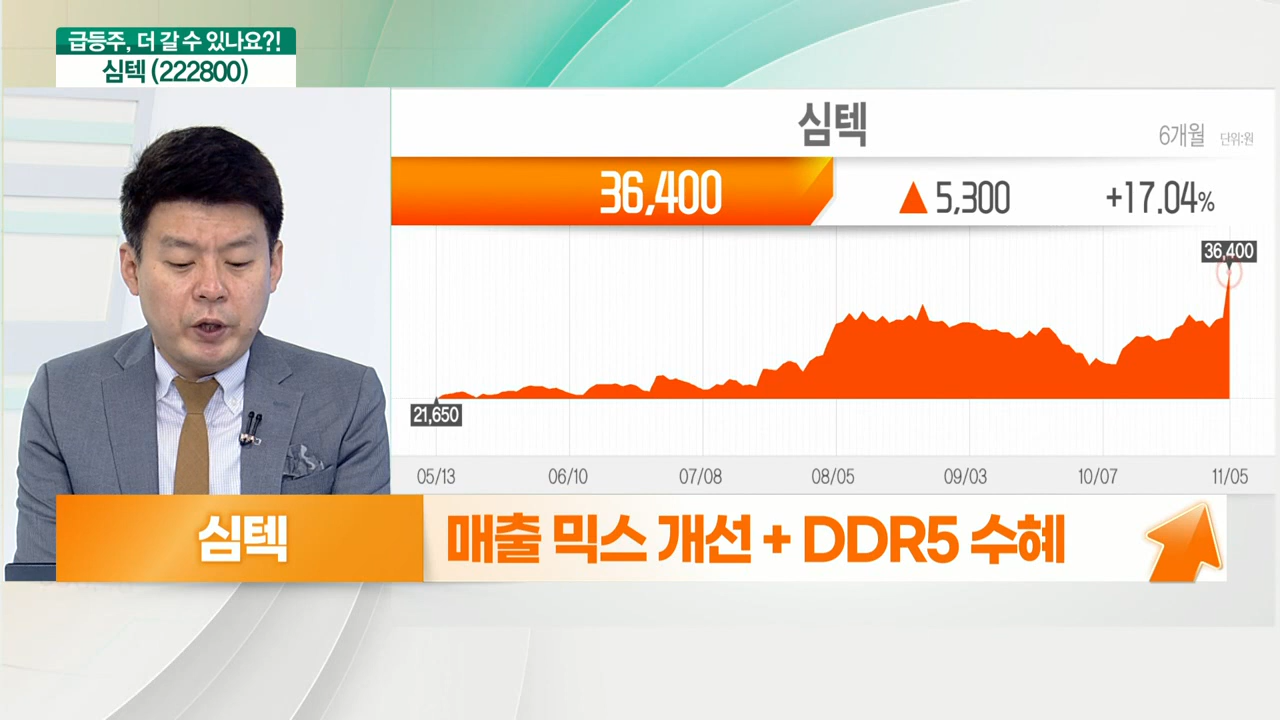 급등주, 더 갈 수 있나요?!
심텍 (222800)
심텍
6개월 단위:원
36,400 ▲ 5,300 +17.04%
36,400
21,650
05/13 06/10 07/08 08/05 09/03 10/07 11/05
심텍 매출 믹스 개선 + DDR5 수혜